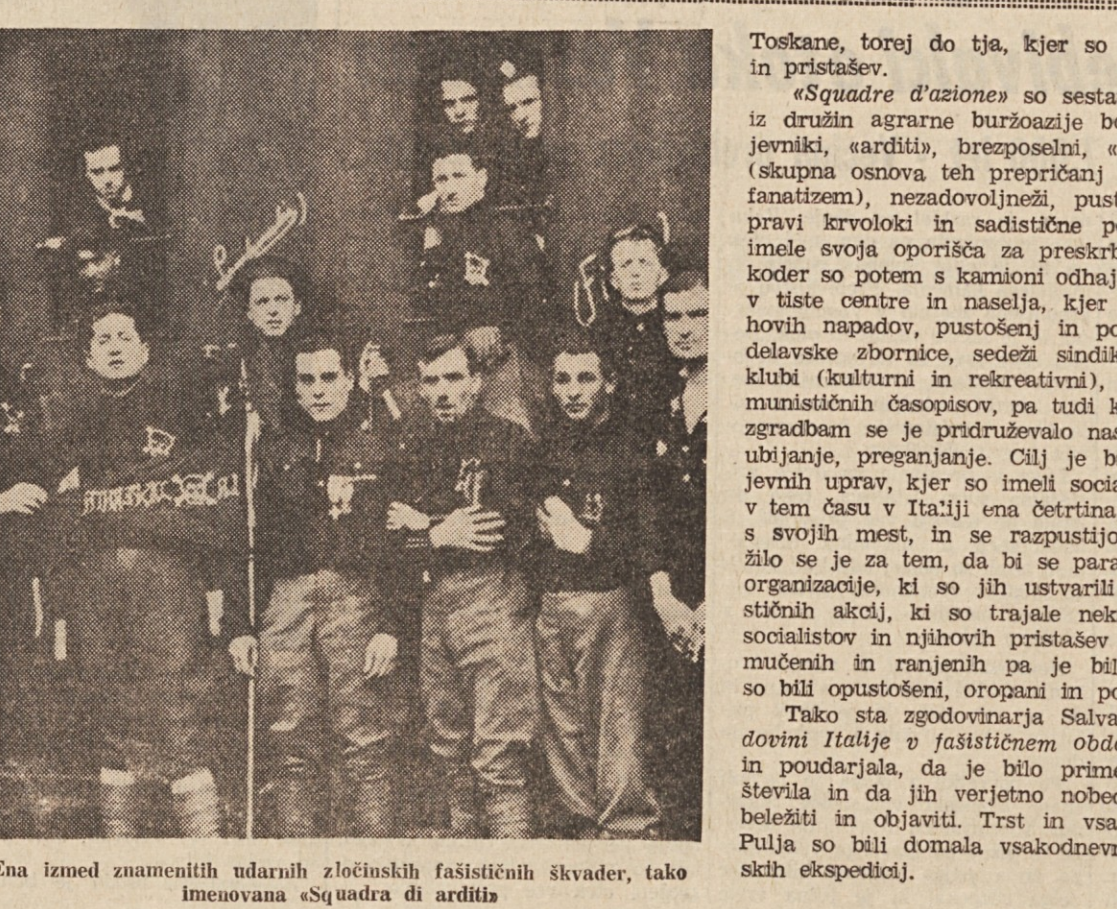 Toskane, torej do tja, kjer so
in pristašev.
«Squadre d'azione» so sesta
iz družin agrarne buržoazije b
jevniki, «arditi», brezposelni, «
(skupna osnova teh prepričanj
fanatizem), nezadovoljneži, pust
pravi krvoloki in sadistične p
imele svoja oporišča za preskrb
koder so potem s kamioni odhaj
v tiste centre in naselja, kjer
hovih napadov, pustošenj in po
delavske zbornice, sedeži sindik
klubi (kulturni in rekreativni),
munističnih časopisov, pa tudi k
zgradbam se je pridruževalo nas
ubijanje, preganjanje. Cilj je b
jevnih uprav, kjer so imeli socia
v tem času v Italiji ena četrtina
s svojih mest, in se razpustijo
žilo se je za tem, da bi se para
organizacije, ki so jih ustvarili
stičnih akcij, ki so trajale nek
socialistov in njihovih pristašev
mučenih in ranjenih pa je bil
so bili opustošeni, oropani in po
Tako sta zgodovinarja Salva
dovini Italije v fašističnem obdo
in poudarjala, da je bilo prime
števila in da jih verjetno nobe
beležiti in objaviti. Trst in vsa
Pulja so bili domala vsakodnevn
skih ekspedicij.
Ena izmed znamenitih udarnih zločinskih fašističnih škvader, tako
imenovana «Squadra di arditi»